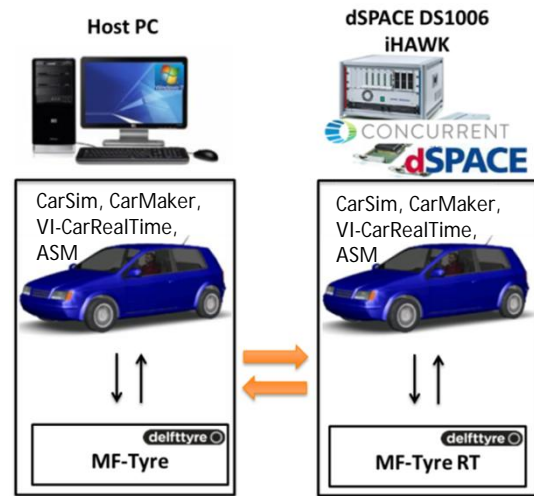 Host PC
dSPACE DS1006
iHAWK
CONCURRENT
dSPACE
CarSim, CarMaker,
VI-CarRealTime,
ASM
delfttyre
MF-Tyre
CarSim, CarMaker,
VI-CarRealTime,
ASM
delfttyre
MF-Tyre RT